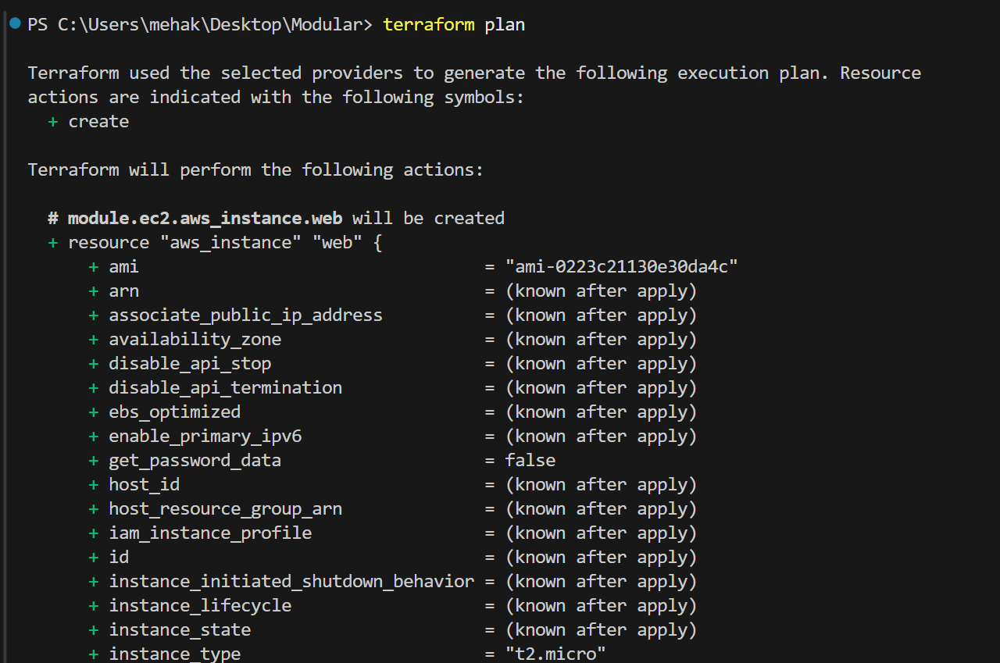 PS C:\Users\mehak\Desktop\Modular> terraform plan
Terraform used the selected providers to generate the following execution plan. Resource
actions are indicated with the following symbols:
+ create
Terraform will perform the following actions:
# module.ec2.aws_instance.web will be created
+ resource "aws_instance" "web" {
+ ami = "ami-0223c21130e30da4c"
+ arn = (known after apply)
+ associate_public_ip_address = (known after apply)
+ availability_zone = (known after apply)
+ disable_api_stop = (known after apply)
+ disable_api_termination = (known after apply)
+ ebs_optimized = (known after apply)
+ enable_primary_ipv6 = (known after apply)
+ get_password_data = false
+ host_id = (known after apply)
+ host_resource_group_arn = (known after apply)
+ iam_instance_profile = (known after apply)
+ id = (known after apply)
+ instance_initiated_shutdown_behavior = (known after apply)
+ instance_lifecycle = (known after apply)
+ instance_state = (known after apply)
+ instance_type = "t2.micro"